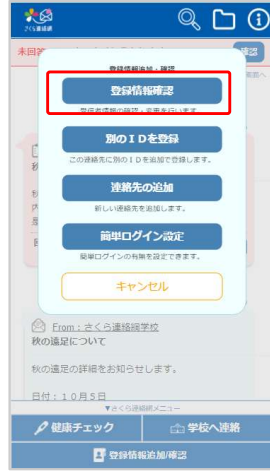 さくら連絡網
未回
確認
登録情報追加・確認
登録情報確認
登録者情報の確認・変更を行います。
別のＩＤを登録
この連絡先に別のＩＤを追加で登録します。
連絡先の追加
新しい連絡先を追加します。
簡単ログイン設定
簡単ログインの有無を設定できます。
キャンセル
From：さくら連絡網学校
秋の遠足について
秋の遠足の詳細をお知らせします。
日付：１０月５日
▼さくら連絡網メニュー
健康チェック
学校へ連絡
登録情報追加/確認